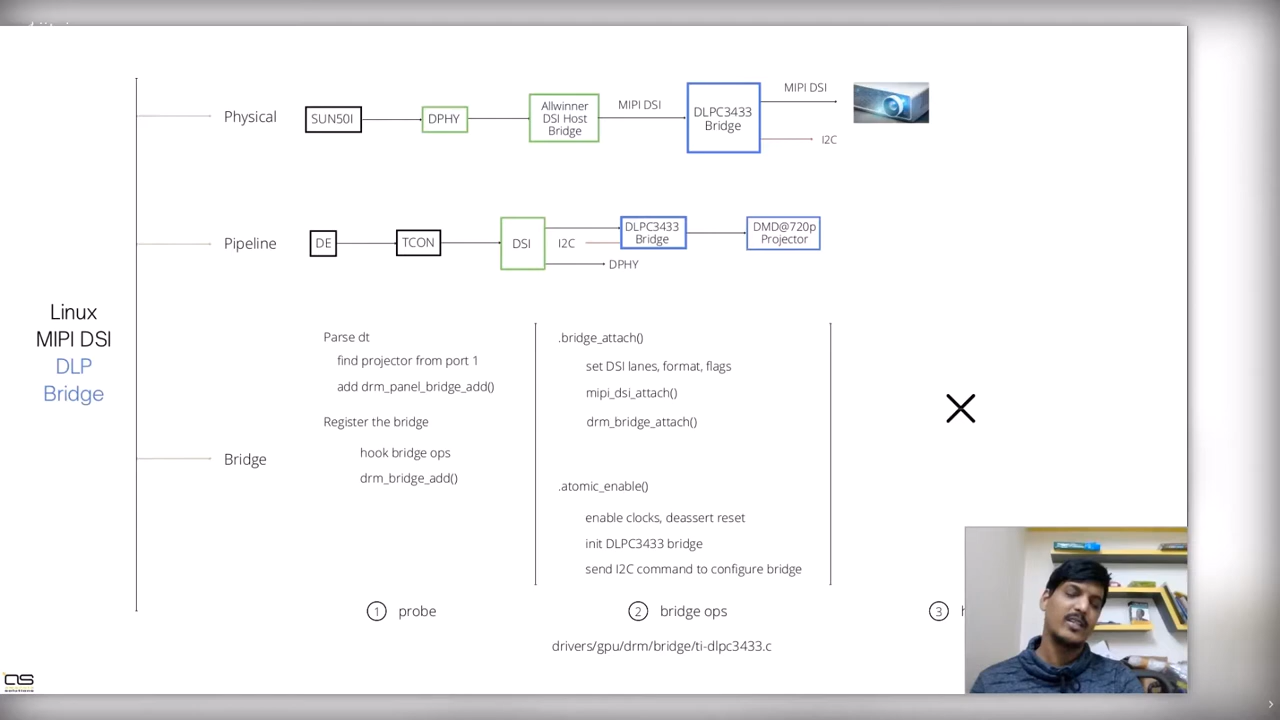 Physical
SUN50I
DPHY
Allwinner
DSI Host
Bridge
MIPI DSI
DLPC3433
Bridge
MIPI DSI
I2C
Pipeline
DE
TCON
DSI
I2C
DPHY
DLPC3433
Bridge
DMD@720p
Projector
Linux
MIPI DSI
DLP
Bridge
Bridge
Parse dt
find projector from port 1
add drm_panel_bridge_add()
Register the bridge
hook bridge ops
drm_bridge_add()
.bridge_attach()
set DSI lanes, format, flags
mipi_dsi_attach()
drm_bridge_attach()
.atomic_enable()
enable clocks, deassert reset
init DLPC3433 bridge
send I2C command to configure bridge
1 probe
2 bridge ops
3
drivers/gpu/drm/bridge/ti-dlpc3433.c